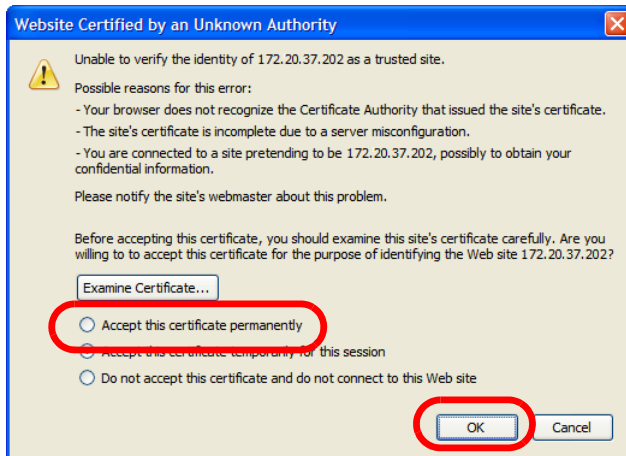 Website Certified by an Unknown Authority
Unable to verify the identity of 172.20.37.202 as a trusted site.
Possible reasons for this error:
- Your browser does not recognize the Certificate Authority that issued the site's certificate.
- The site's certificate is incomplete due to a server misconfiguration.
- You are connected to a site pretending to be 172.20.37.202, possibly to obtain your
confidential information.
Please notify the site's webmaster about this problem.
Before accepting this certificate, you should examine this site's certificate carefully. Are you
willing to to accept this certificate for the purpose of identifying the Web site 172.20.37.202?
Examine Certificate...
Accept this certificate permanently
Accept this certificate temporarily for this session
Do not accept this certificate and do not connect to this Web site
OK
Cancel